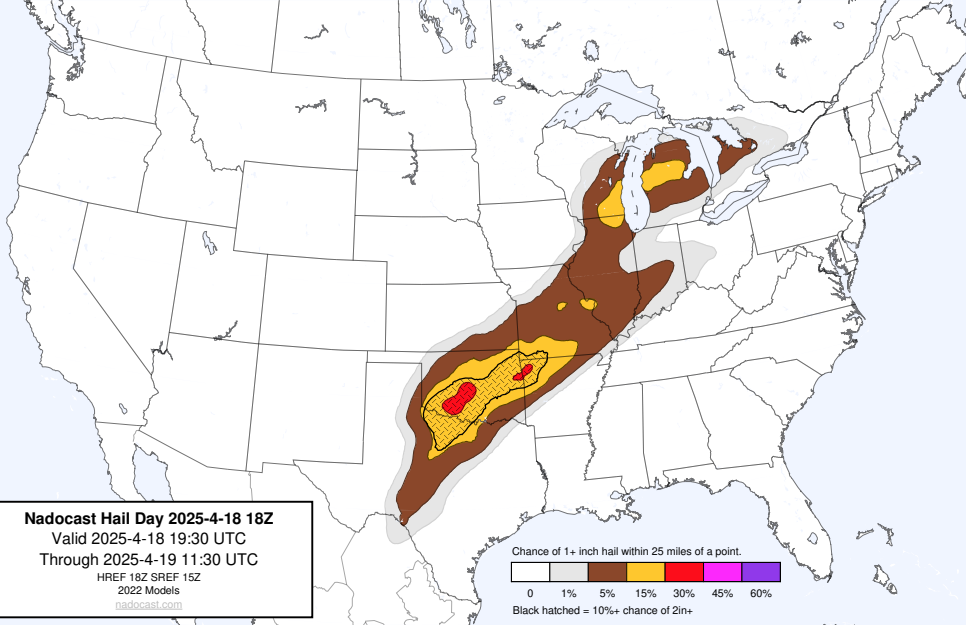 Nadocast Hail Day 2025-4-18 18Z
Valid 2025-4-18 19:30 UTC
Through 2025-4-19 11:30 UTC
HREF 18Z SREF 15Z
2022 Models
nadocast.com
Chance of 1+ inch hail within 25 miles of a point.
0 1% 5% 15% 30% 45% 60%
Black hatched = 10%+ chance of 2in+